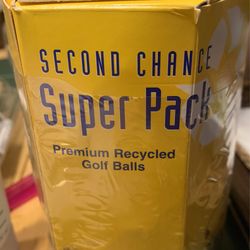 SECOND CHANCE
Super Pack
Premium Recycled
Golf Balls